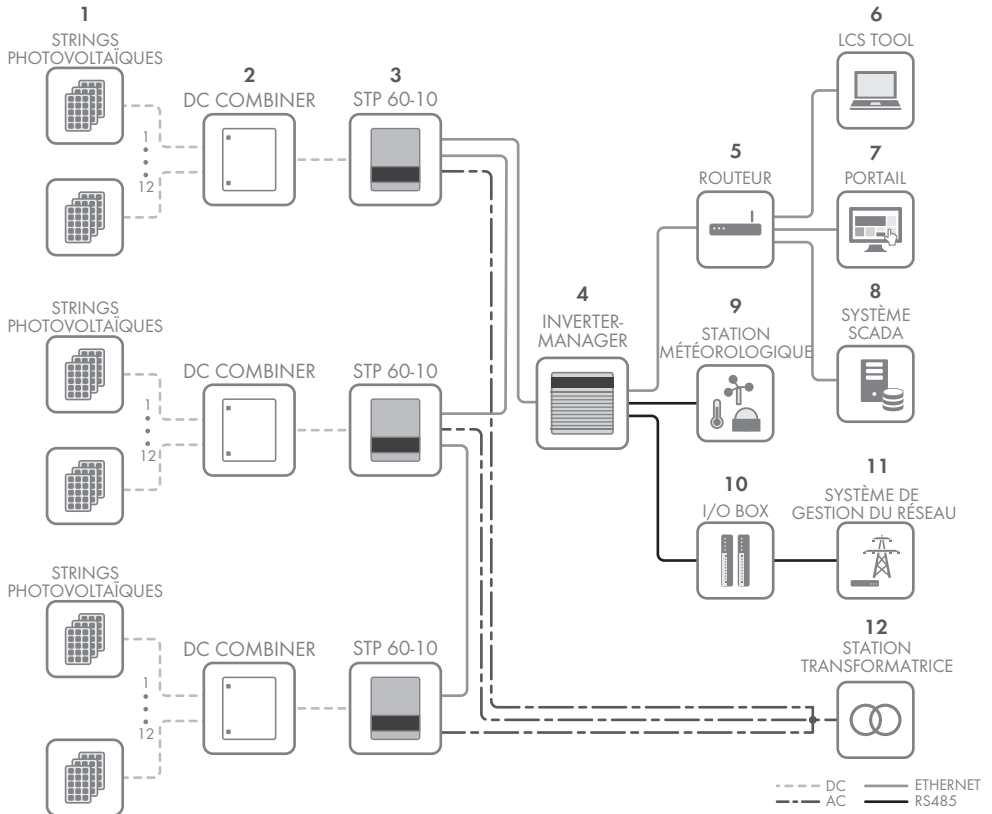 1
STRINGS
PHOTOVOLTAÏQUES
2
DC COMBINER
3
STP 60-10
1
12
6
LCS TOOL
5
ROUTEUR
7
PORTAIL
4
INVERTER-
MANAGER
9
STATION
MÉTÉOROLOGIQUE
8
SYSTÈME
SCADA
STRINGS
PHOTOVOLTAÏQUES
DC COMBINER
STP 60-10
1
12
10
I/O BOX
11
SYSTÈME DE
GESTION DU RÉSEAU
STRINGS
PHOTOVOLTAÏQUES
DC COMBINER
STP 60-10
1
12
12
STATION
TRANSFORMATRICE
DC
AC
ETHERNET
RS485